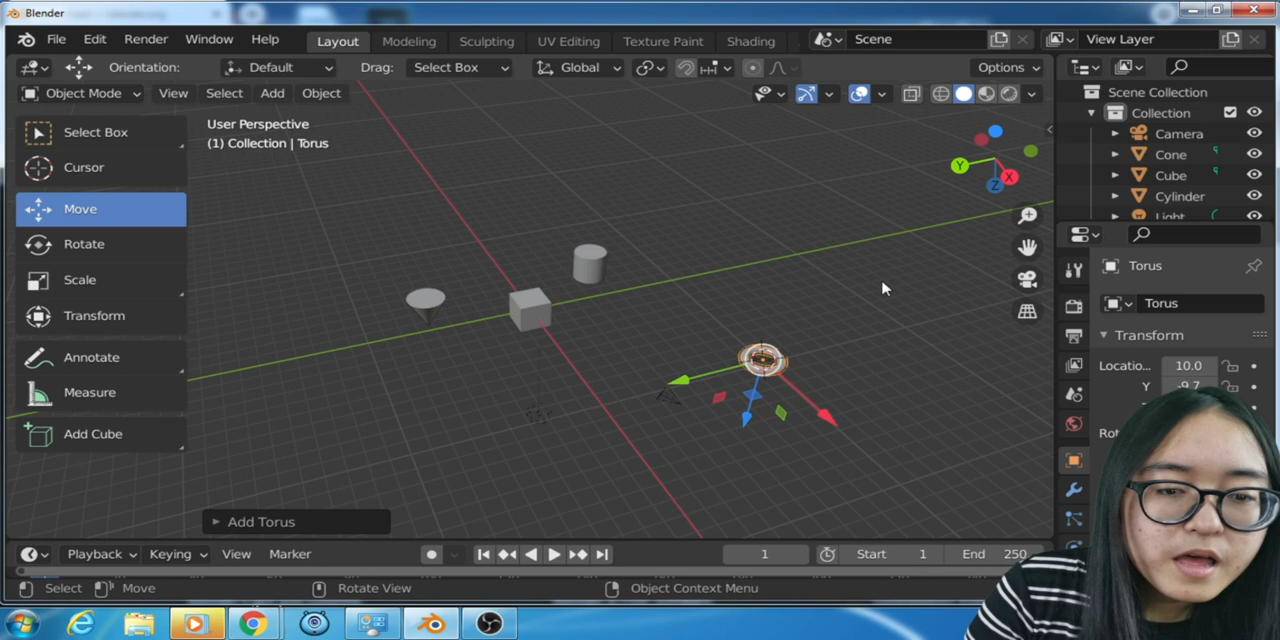 Blender
File Edit Render Window Help Layout Modeling Sculpting UV Editing Texture Paint Shading Scene View Layer
Orientation: Default Drag: Select Box Global Options
Object Mode View Select Add Object
Scene Collection
Collection
Camera
Cone
Cube
Cylinder
Light
User Perspective
(1) Collection | Torus
Select Box
Cursor
Move
Rotate
Scale
Transform
Annotate
Measure
Add Cube
Y
X
Z
Torus
Torus
Transform
Locatio... 10.0
Y -9.7
Add Torus
Playback Keying View Marker 1 Start 1 End 250
Select Move Rotate View Object Context Menu